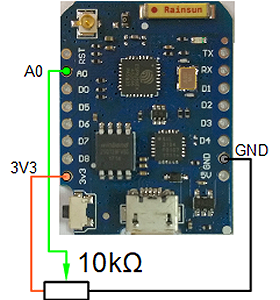 Rainsun
RST
TX
A0
A0
RX
D0
D1
D5
D2
D6
D3
D7
D4
D8
GND
GND
3V3
3v3
5V
10kΩ